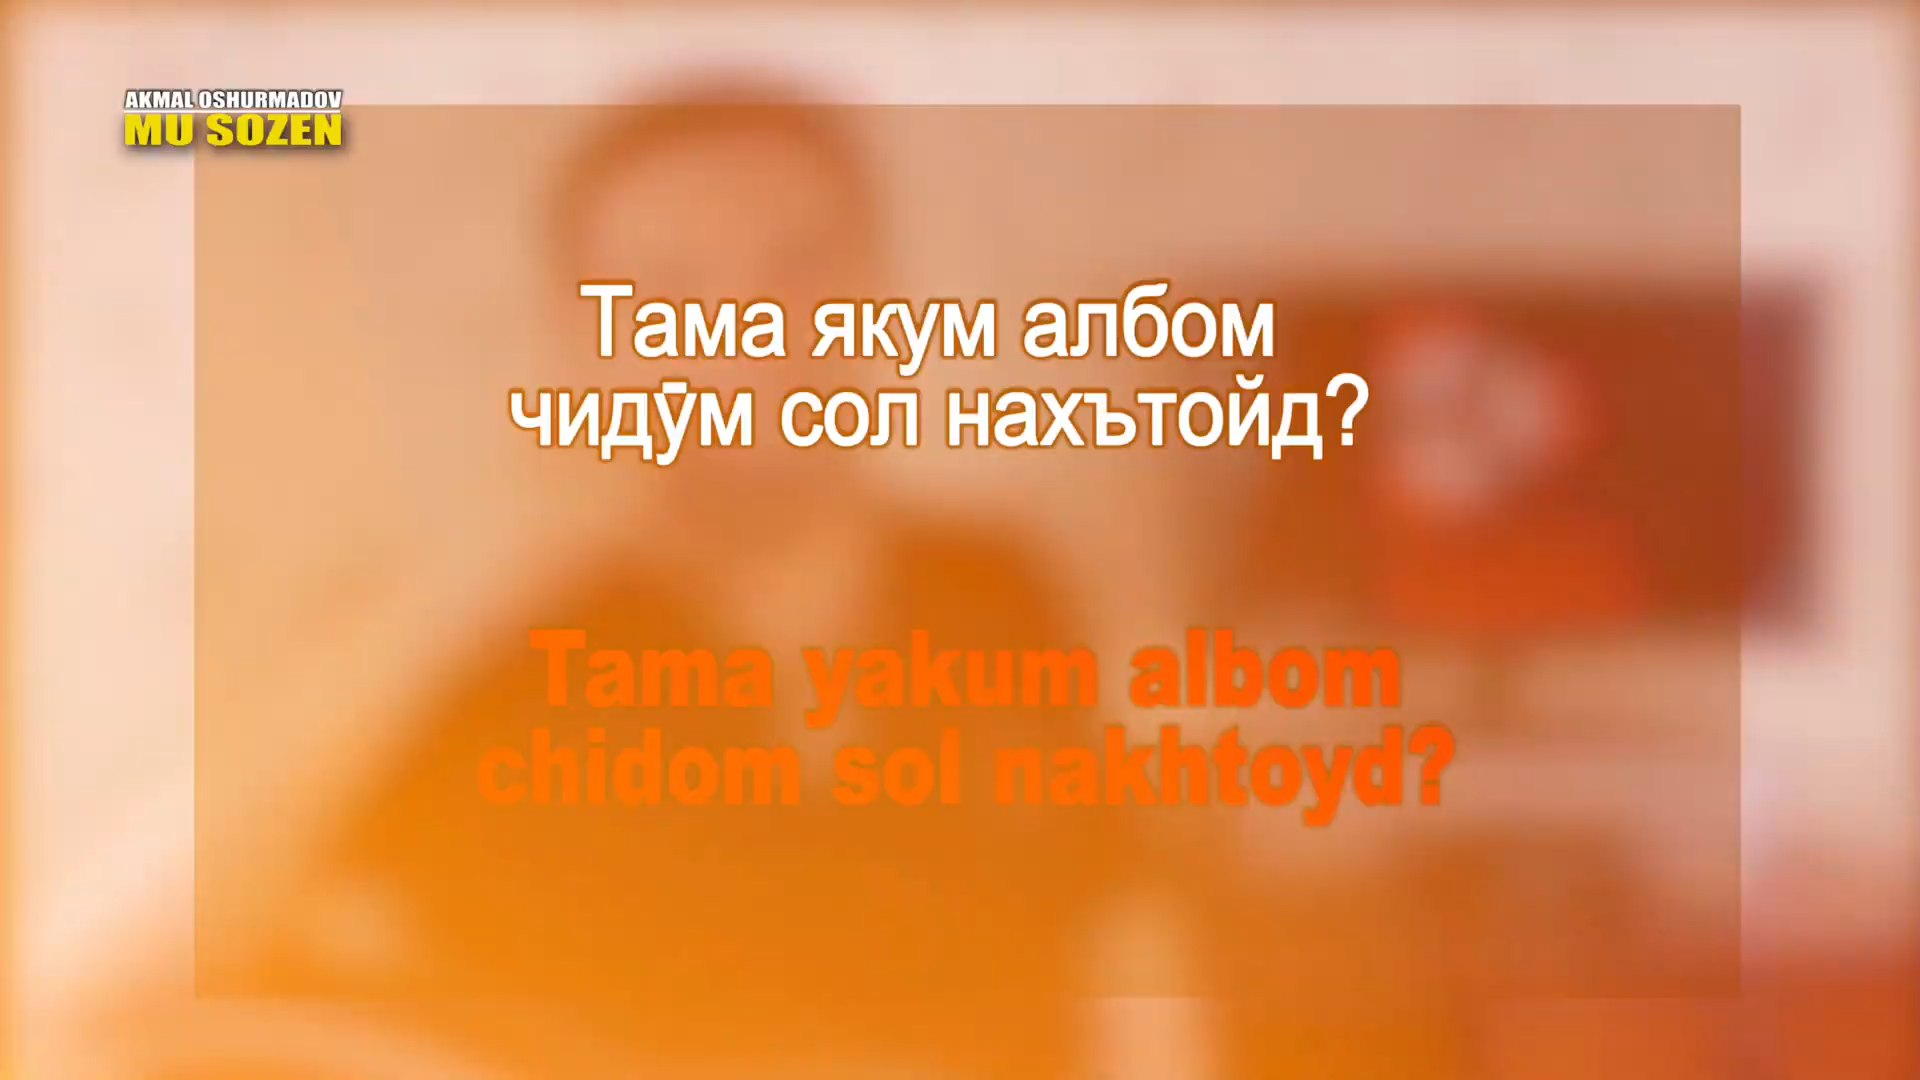 AKMAL OSHURMADOV
MU SOZEN
Тама якум албом
чидӯм сол нахътойд?
Tama yakum albom
chidom sol nakhtoyd?